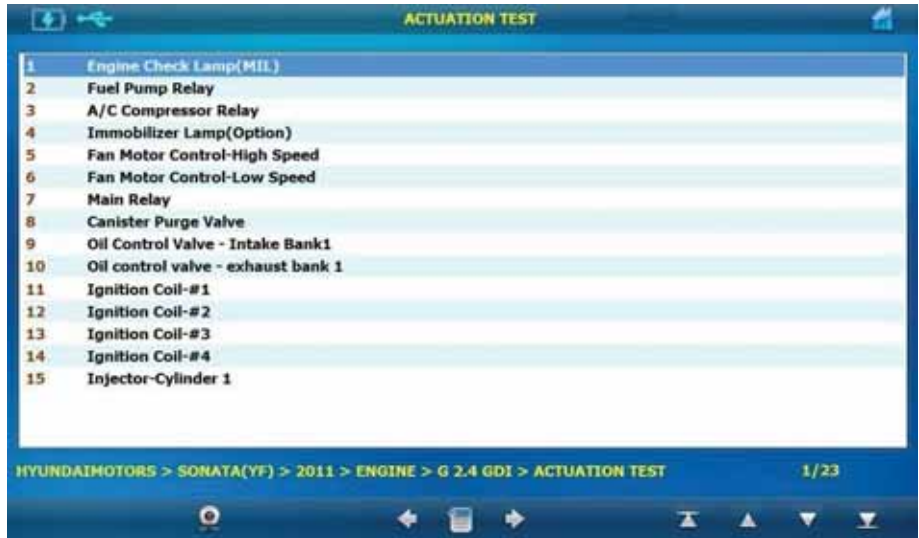 ACTUATION TEST
1 Engine Check Lamp(MIL)
2 Fuel Pump Relay
3 A/C Compressor Relay
4 Immobilizer Lamp(Option)
5 Fan Motor Control-High Speed
6 Fan Motor Control-Low Speed
7 Main Relay
8 Canister Purge Valve
9 Oil Control Valve - Intake Bank1
10 Oil control valve - exhaust bank 1
11 Ignition Coil-#1
12 Ignition Coil-#2
13 Ignition Coil-#3
14 Ignition Coil-#4
15 Injector-Cylinder 1
HYUNDAIMOTORS > SONATA(YF) > 2011 > ENGINE > G 2.4 GDI > ACTUATION TEST 1/23